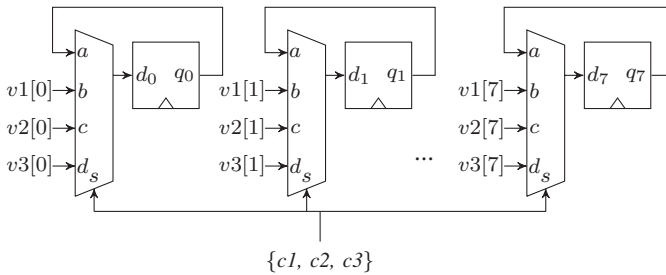 a d₀ q₀ a d₁ q₁ a d₇ q₇
v1[0] b v1[1] b v1[7] b
v2[0] c v2[1] c v2[7] c
v3[0] d s v3[1] d s ... v3[7] d s
{c1, c2, c3}